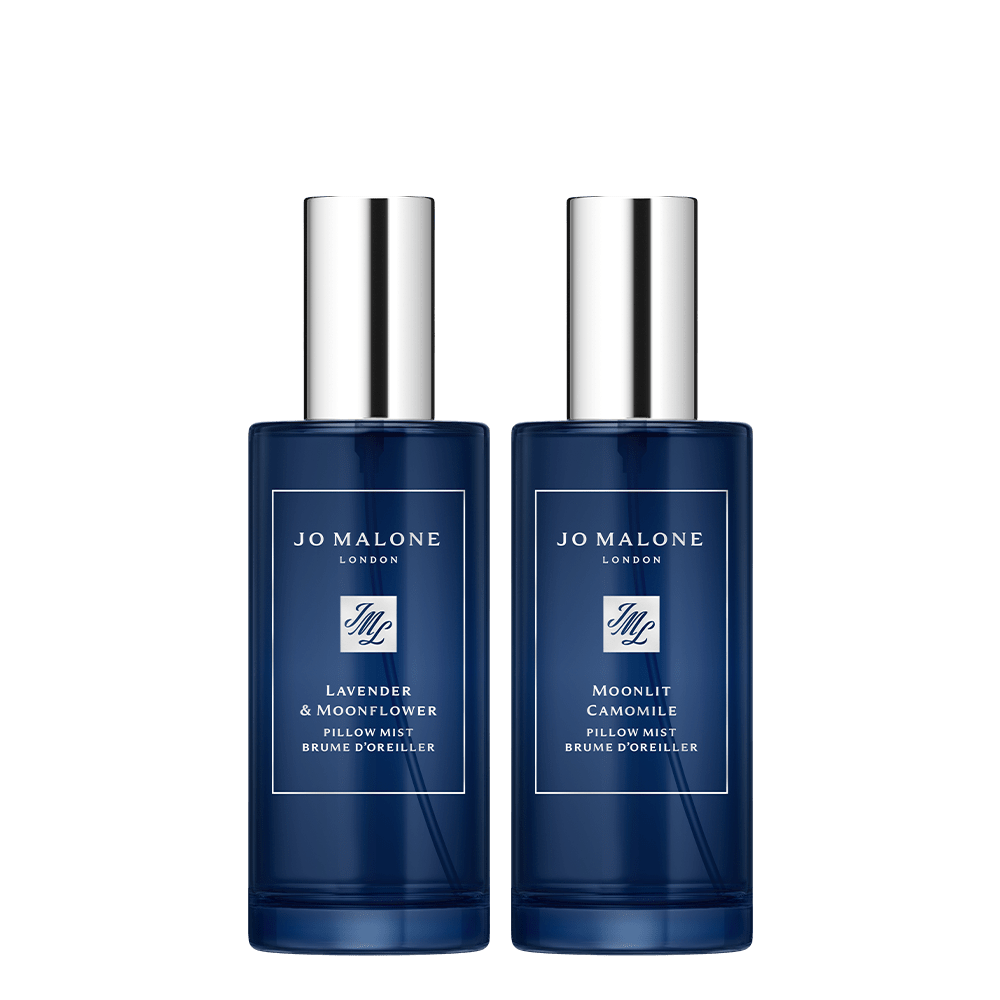 JO MALONE
LONDON
JML
LAVENDER
& MOONFLOWER
PILLOW MIST
BRUME D'OREILLER
JO MALONE
LONDON
JML
MOONLIT
CAMOMILE
PILLOW MIST
BRUME D'OREILLER